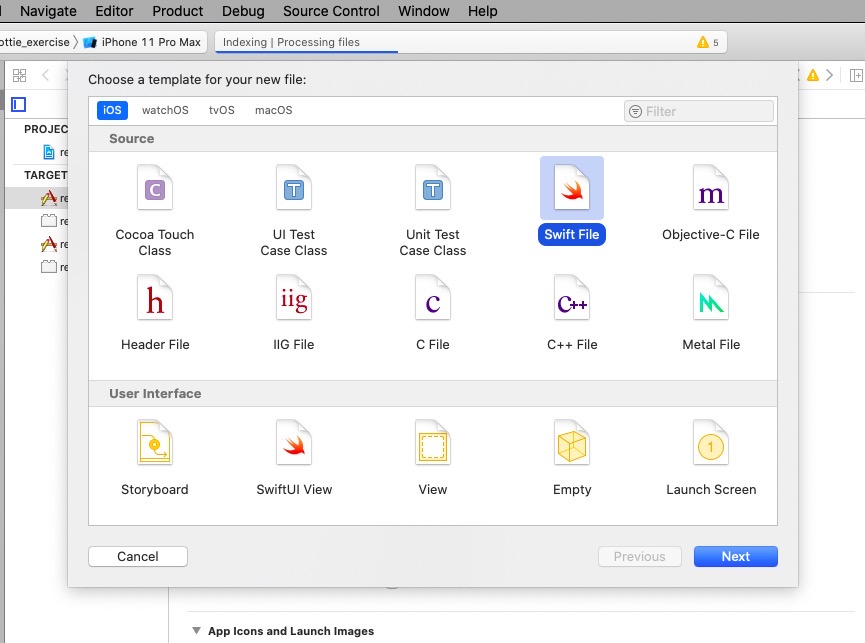 Navigate Editor Product Debug Source Control Window Help
ottie_exercise iPhone 11 Pro Max Indexing | Processing files 5
Choose a template for your new file:
iOS watchOS tvOS macOS Filter
PROJEC
re
TARGET
re
re
re
re
Source
C T T m
Cocoa Touch
Class
UI Test
Case Class
Unit Test
Case Class
Swift File
Objective-C File
h iig c c++
Header File
IIG File
C File
C++ File
Metal File
User Interface
1
Storyboard
SwiftUI View
View
Empty
Launch Screen
Cancel Previous Next
App Icons and Launch Images